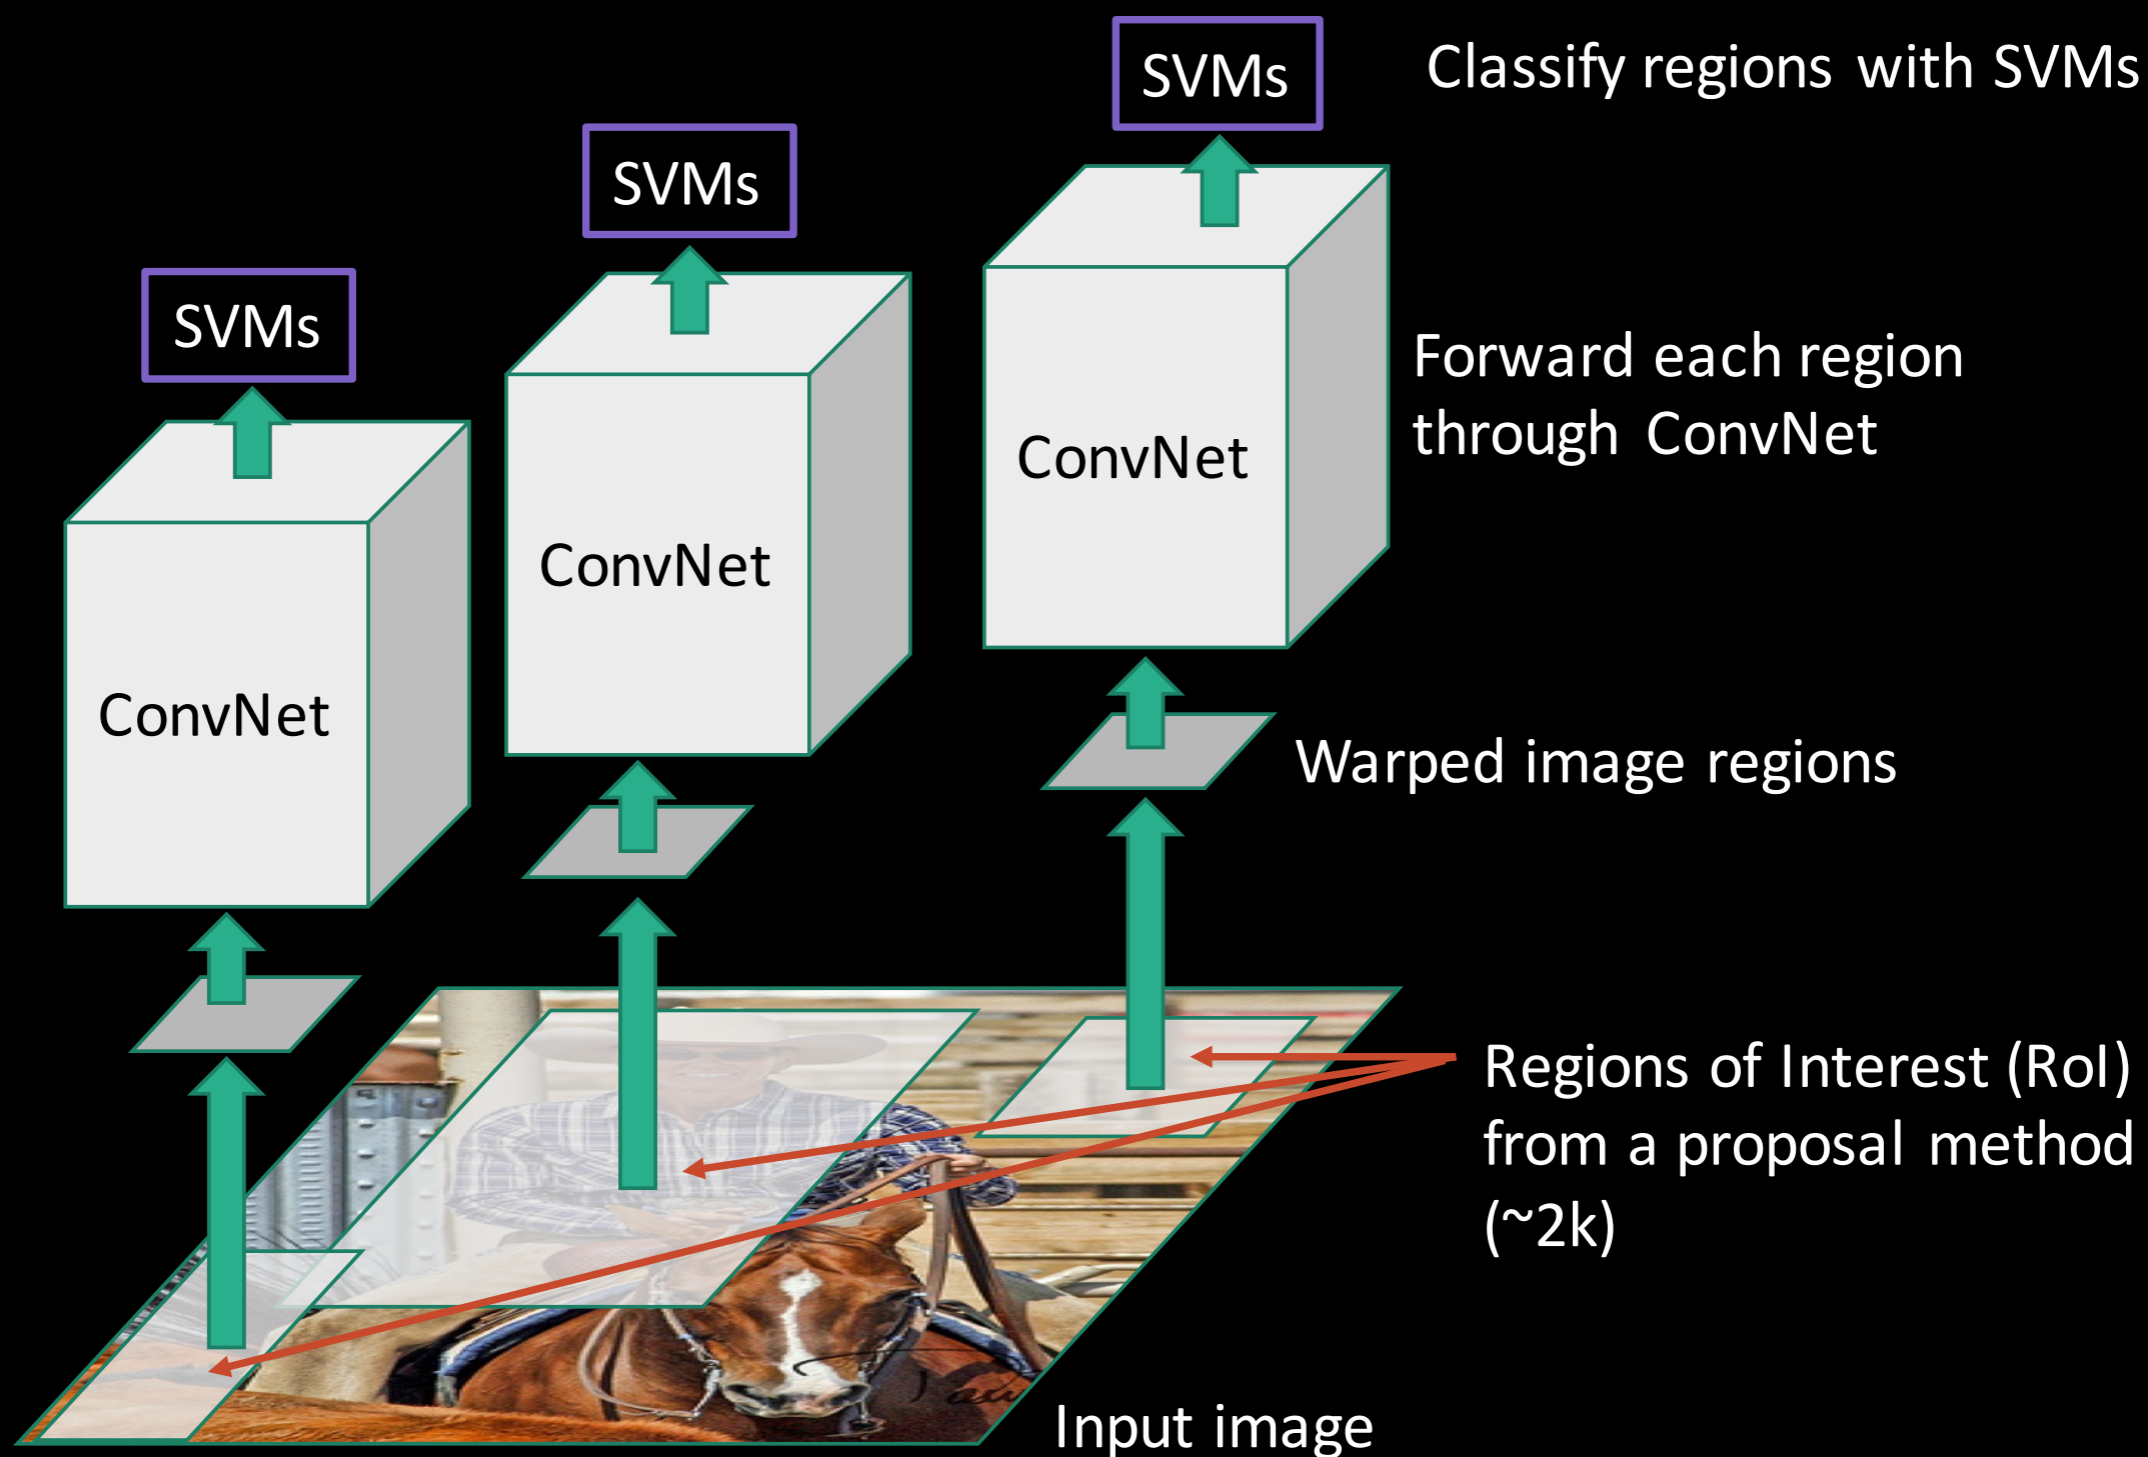 SVMs
Classify regions with SVMs
SVMs
SVMs
Forward each region
through ConvNet
ConvNet
ConvNet
ConvNet
Warped image regions
Regions of Interest (RoI)
from a proposal method
(~2k)
Input image